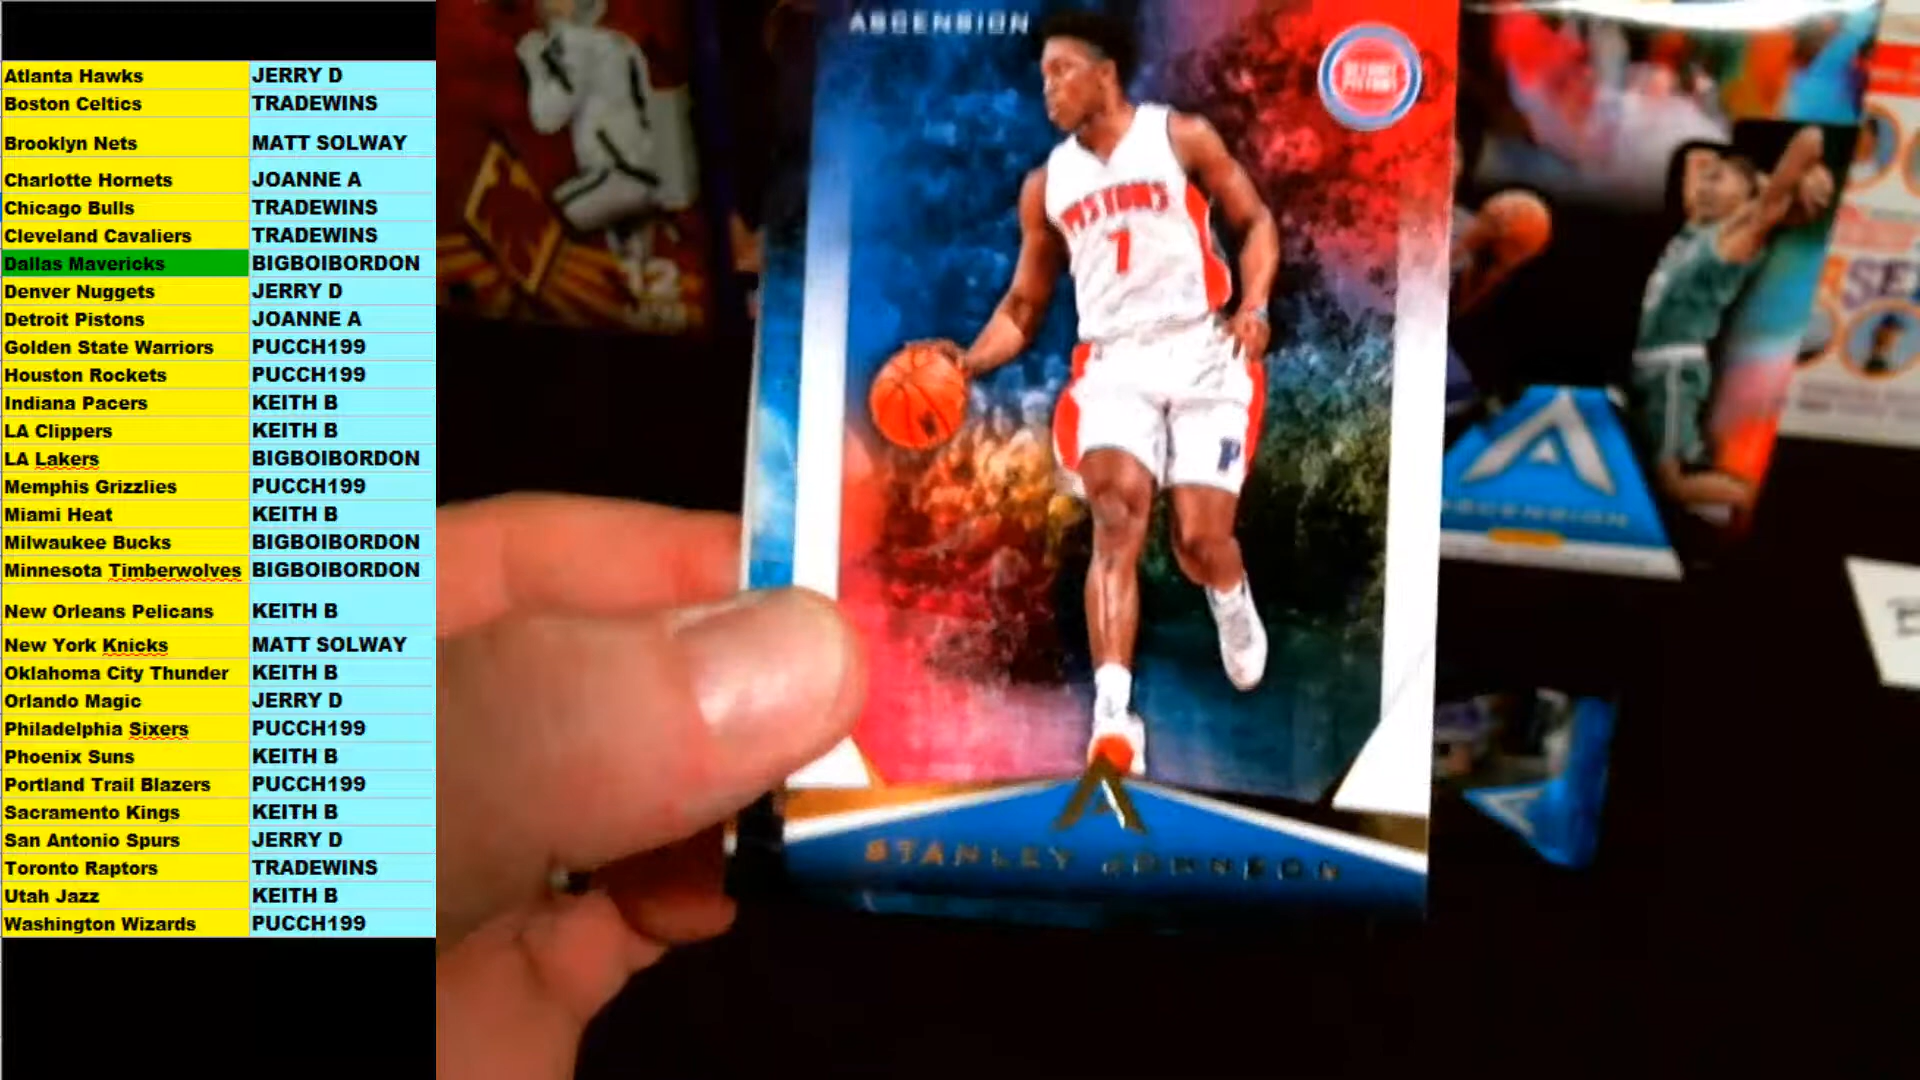 Atlanta Hawks JERRY D
Boston Celtics TRADEWINS
Brooklyn Nets MATT SOLWAY
Charlotte Hornets JOANNE A
Chicago Bulls TRADEWINS
Cleveland Cavaliers TRADEWINS
Dallas Mavericks BIGBOIBORDON
Denver Nuggets JERRY D
Detroit Pistons JOANNE A
Golden State Warriors PUCCH199
Houston Rockets PUCCH199
Indiana Pacers KEITH B
LA Clippers KEITH B
LA Lakers BIGBOIBORDON
Memphis Grizzlies PUCCH199
Miami Heat KEITH B
Milwaukee Bucks BIGBOIBORDON
Minnesota Timberwolves BIGBOIBORDON
New Orleans Pelicans KEITH B
New York Knicks MATT SOLWAY
Oklahoma City Thunder KEITH B
Orlando Magic JERRY D
Philadelphia Sixers PUCCH199
Phoenix Suns KEITH B
Portland Trail Blazers PUCCH199
Sacramento Kings KEITH B
San Antonio Spurs JERRY D
Toronto Raptors TRADEWINS
Utah Jazz KEITH B
Washington Wizards PUCCH199
ASCENSION
DETROIT PISTONS
PISTONS
7
P
STANLEY JOHNSON
12
ASCENSION